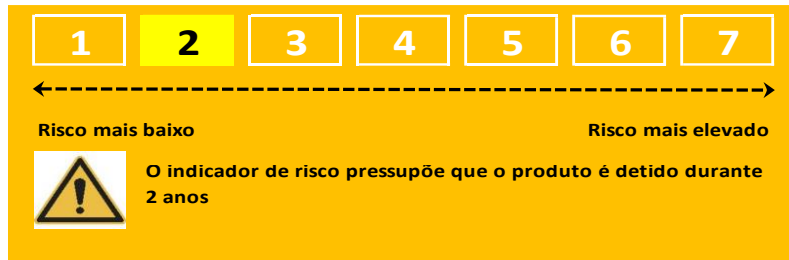 1 2 3 4 5 6 7
Risco mais baixo Risco mais elevado
O indicador de risco pressupõe que o produto é detido durante
2 anos